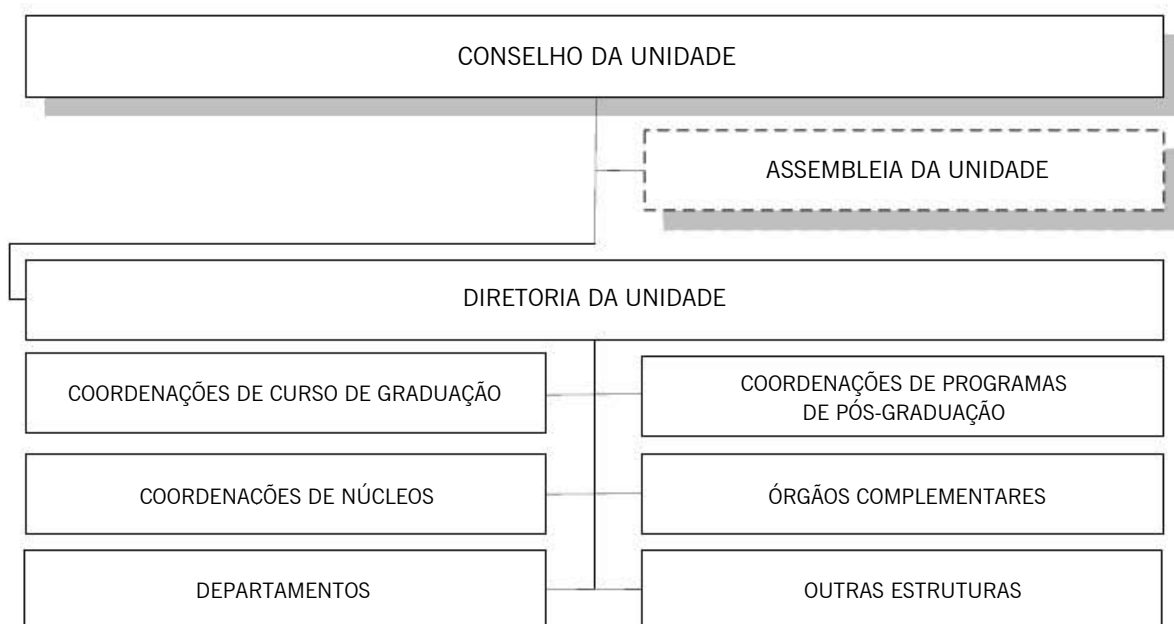 CONSELHO DA UNIDADE
ASSEMBLEIA DA UNIDADE
DIRETORIA DA UNIDADE
COORDENAÇÕES DE CURSO DE GRADUAÇÃO
COORDENAÇÕES DE PROGRAMAS
DE PÓS-GRADUAÇÃO
COORDENAÇÕES DE NÚCLEOS
ÓRGÃOS COMPLEMENTARES
DEPARTAMENTOS
OUTRAS ESTRUTURAS